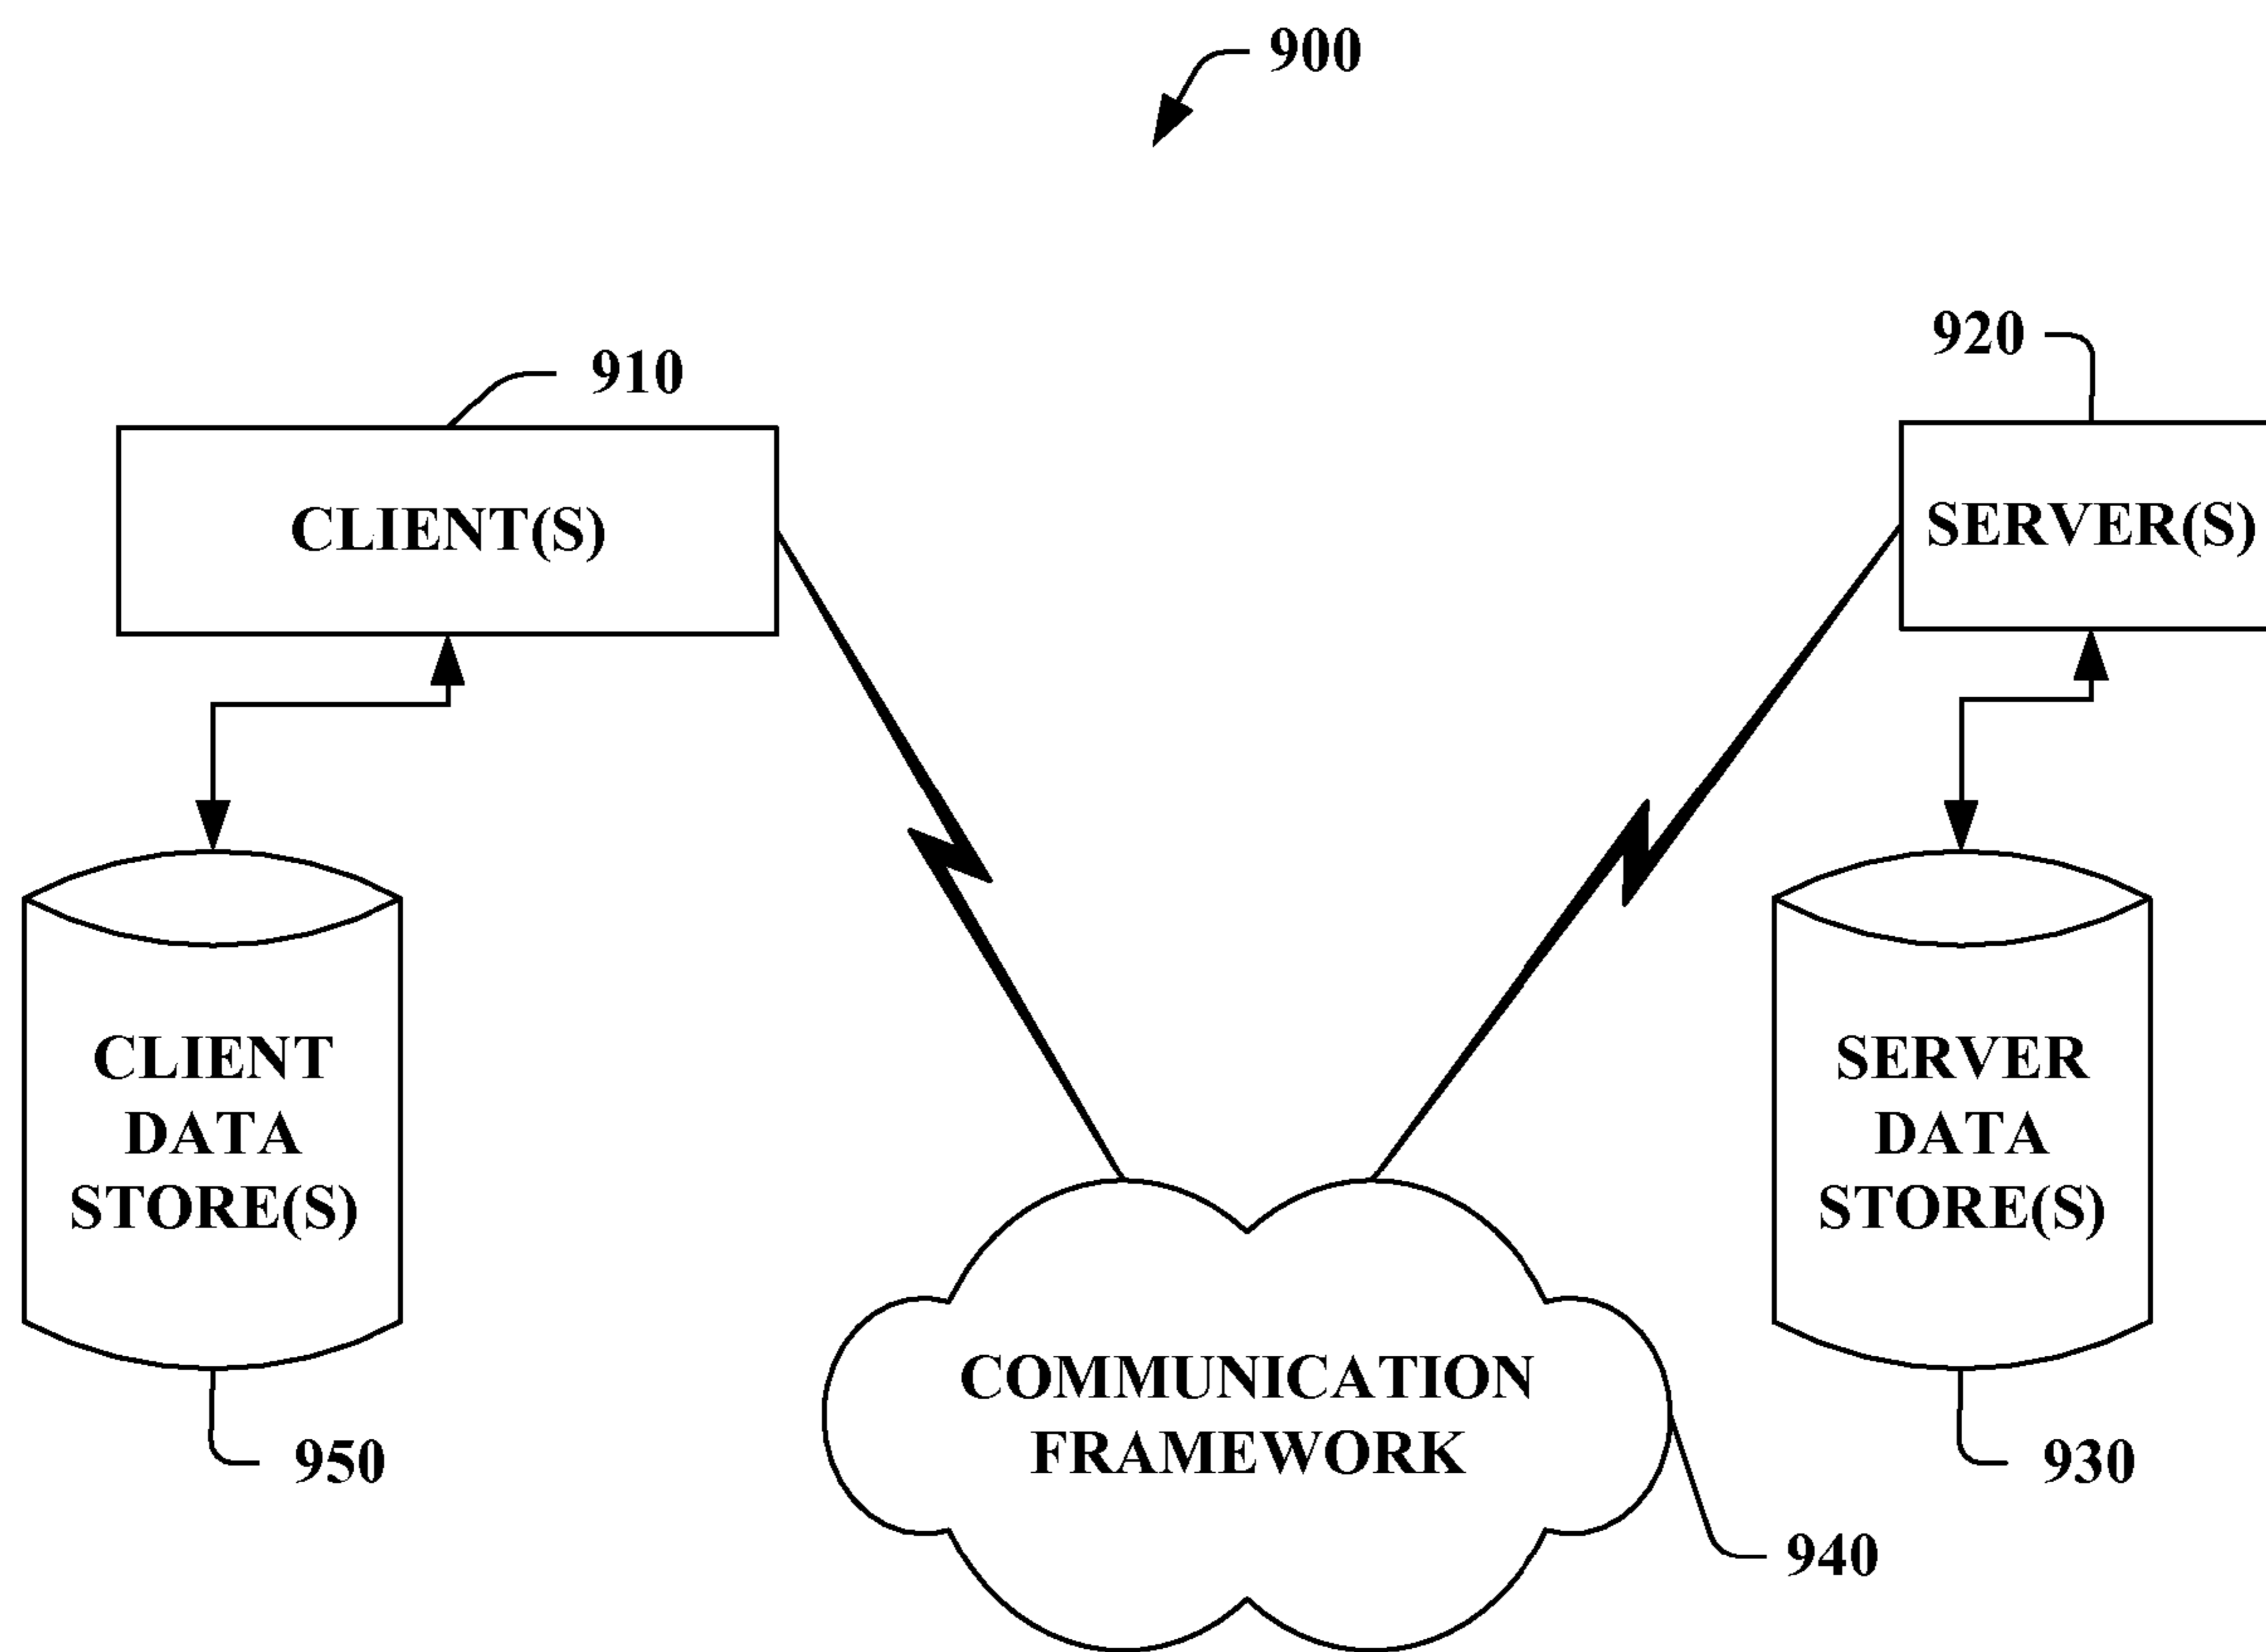 900
910
920
CLIENT(S)
SERVER(S)
CLIENT
DATA
STORE(S)
SERVER
DATA
STORE(S)
COMMUNICATION
FRAMEWORK
950
930
940